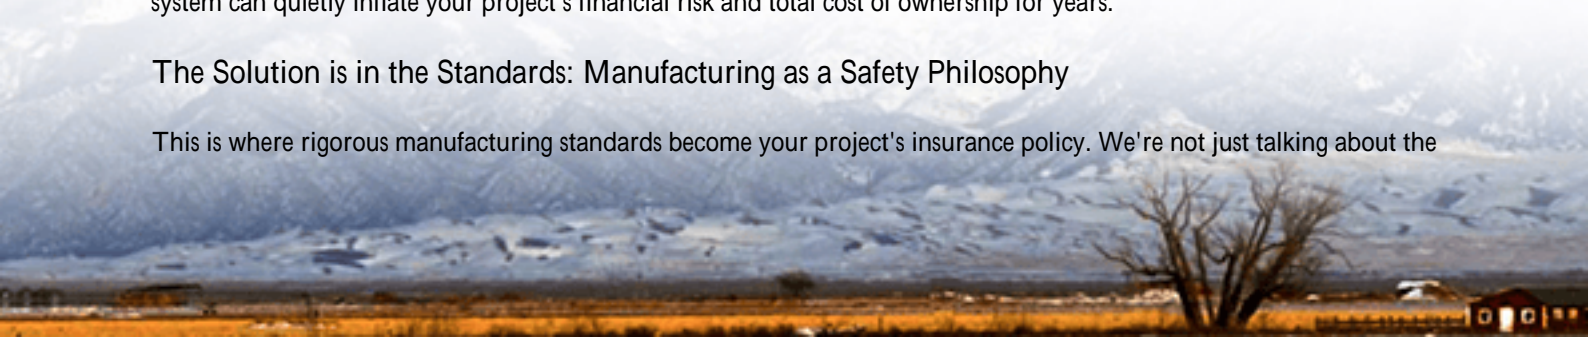 system can quietly inflate your project's financial risk and total cost of ownership for years.
The Solution is in the Standards: Manufacturing as a Safety Philosophy
This is where rigorous manufacturing standards become your project's insurance policy. We're not just talking about the